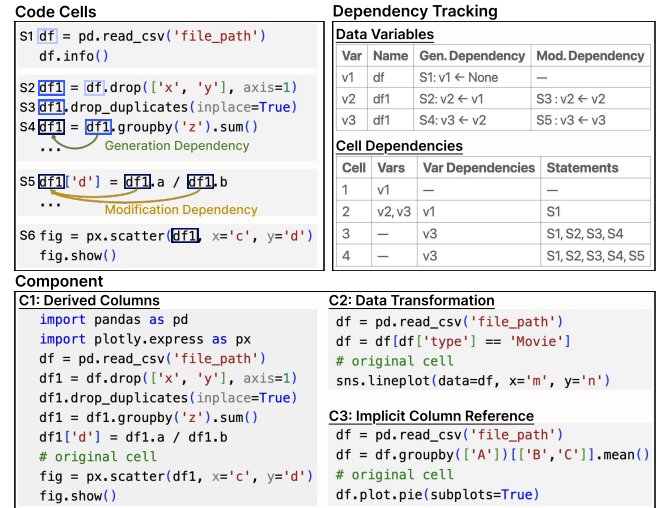 Code Cells
S1 df = pd.read_csv('file_path')
df.info()
S2 df1 = df.drop(['x', 'y'], axis=1)
S3 df1.drop_duplicates(inplace=True)
S4 df1 = df1.groupby('z').sum()
...
Generation Dependency
S5 df1['d'] = df1.a / df1.b
...
Modification Dependency
S6 fig = px.scatter(df1, x='c', y='d')
fig.show()
Dependency Tracking
Data Variables
Var Name Gen. Dependency Mod. Dependency
v1 df S1: v1 ← None —
v2 df1 S2: v2 ← v1 S3 : v2 ← v2
v3 df1 S4: v3 ← v2 S5 : v3 ← v3
Cell Dependencies
Cell Vars Var Dependencies Statements
1 v1 — —
2 v2, v3 v1 S1
3 — v3 S1, S2, S3, S4
4 — v3 S1, S2, S3, S4, S5
Component
C1: Derived Columns
import pandas as pd
import plotly.express as px
df = pd.read_csv('file_path')
df1 = df.drop(['x', 'y'], axis=1)
df1.drop_duplicates(inplace=True)
df1 = df1.groupby('z').sum()
df1['d'] = df1.a / df1.b
# original cell
fig = px.scatter(df1, x='c', y='d')
fig.show()
C2: Data Transformation
df = pd.read_csv('file_path')
df = df[df['type'] == 'Movie']
# original cell
sns.lineplot(data=df, x='m', y='n')
C3: Implicit Column Reference
df = pd.read_csv('file_path')
df = df.groupby(['A'])[['B','C']].mean()
# original cell
df.plot.pie(subplots=True)